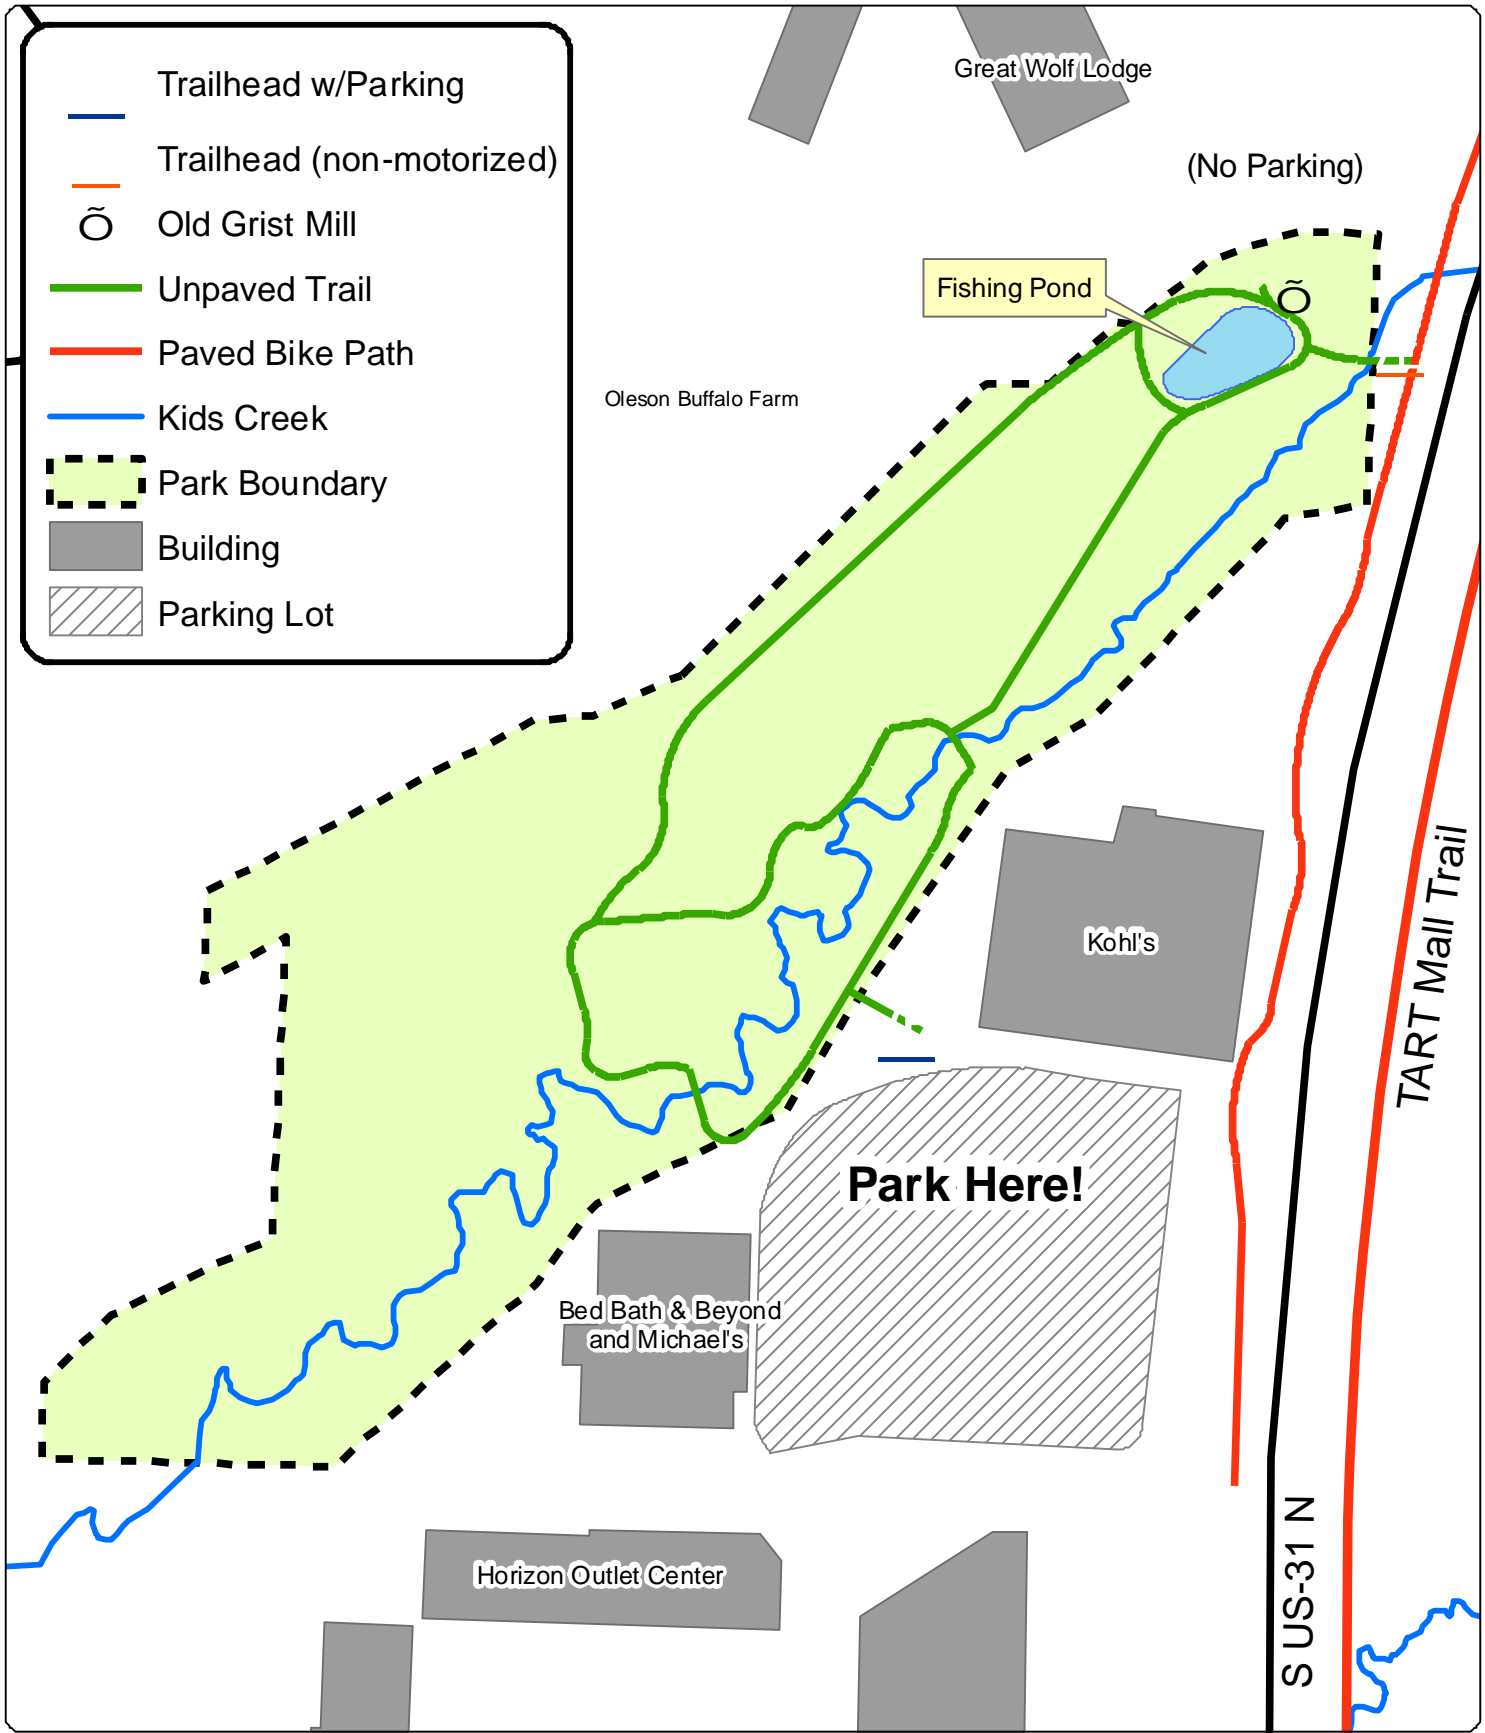 Trailhead w/Parking
Trailhead (non-motorized)
Õ Old Grist Mill
Unpaved Trail
Paved Bike Path
Kids Creek
Park Boundary
Building
Parking Lot
Great Wolf Lodge
(No Parking)
Fishing Pond
Õ
Oleson Buffalo Farm
Kohl's
TART Mall Trail
Park Here!
Bed Bath & Beyond
and Michael's
Horizon Outlet Center
S US-31 N